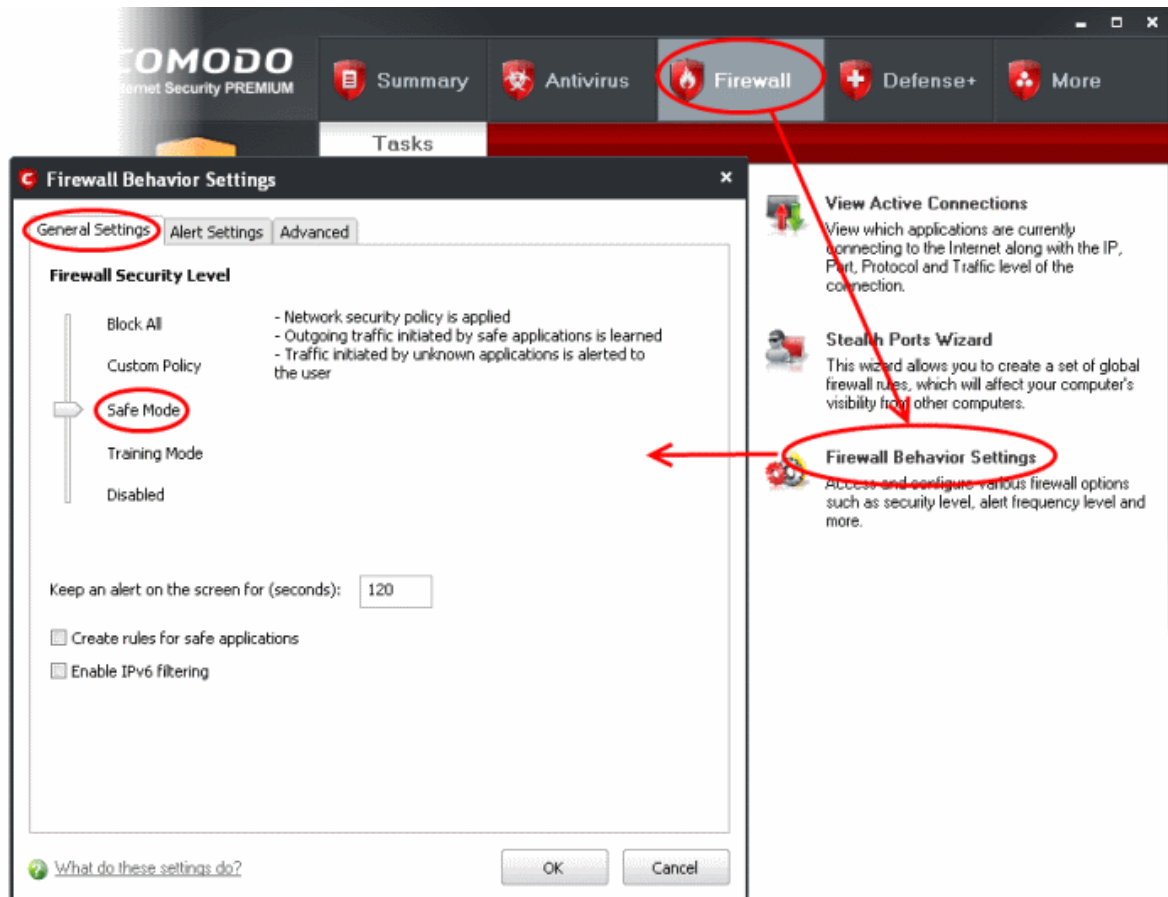 COMODO
Internet Security PREMIUM
Summary
Antivirus
Firewall
Defense+
More
Tasks
Firewall Behavior Settings
General Settings
Alert Settings
Advanced
Firewall Security Level
Block All
Custom Policy
Safe Mode
Training Mode
Disabled
- Network security policy is applied
- Outgoing traffic initiated by safe applications is learned
- Traffic initiated by unknown applications is alerted to
the user
Keep an alert on the screen for (seconds): 120
Create rules for safe applications
Enable IPv6 filtering
What do these settings do?
OK
Cancel
View Active Connections
View which applications are currently
connecting to the Internet along with the IP,
Port, Protocol and Traffic level of the
connection.
Stealth Ports Wizard
This wizard allows you to create a set of global
firewall rules, which will affect your computer's
visibility from other computers.
Firewall Behavior Settings
Access and configure various firewall options
such as security level, alert frequency level and
more.